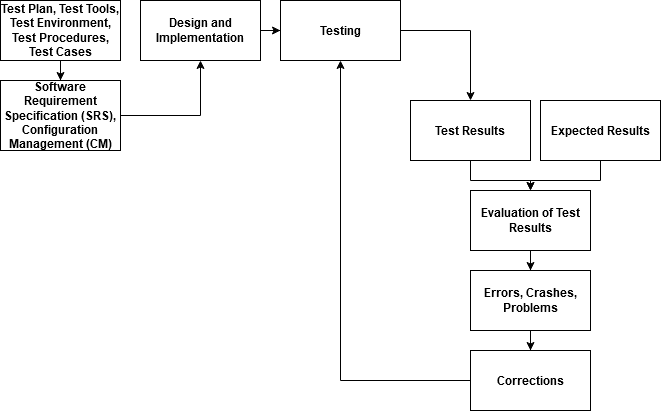 Test Plan, Test Tools,
Test Environment,
Test Procedures,
Test Cases
Software
Requirement
Specification (SRS),
Configuration
Management (CM)
Design and
Implementation
Testing
Test Results
Expected Results
Evaluation of Test
Results
Errors, Crashes,
Problems
Corrections